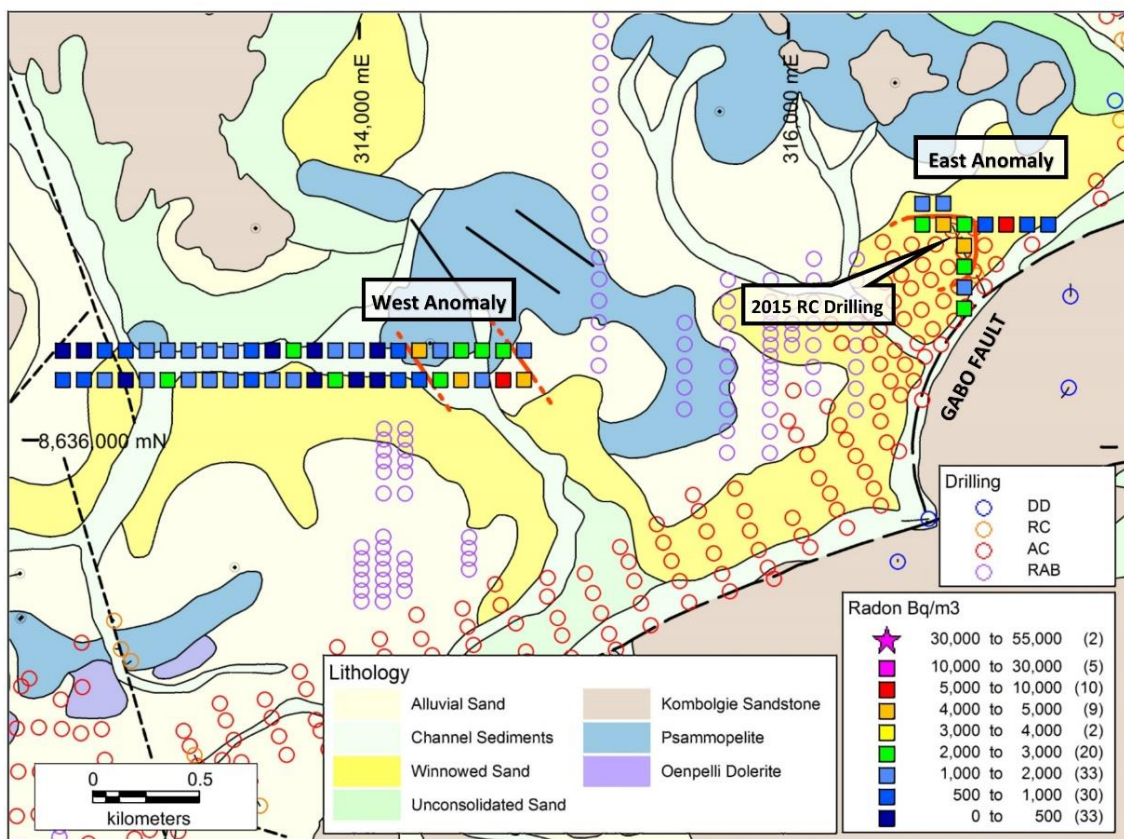 314,000 mE
316,000 mE
East Anomaly
West Anomaly
2015 RC Drilling
GABO FAULT
8,636,000 mN
Drilling
DD
RC
AC
RAB
Radon Bq/m3
30,000 to 55,000 (2)
10,000 to 30,000 (5)
5,000 to 10,000 (10)
4,000 to 5,000 (9)
3,000 to 4,000 (2)
2,000 to 3,000 (20)
1,000 to 2,000 (33)
500 to 1,000 (30)
0 to 500 (33)
Lithology
Alluvial Sand
Channel Sediments
Winnowed Sand
Unconsolidated Sand
Kombolgie Sandstone
Psammopelite
Oenpelli Dolerite
0 0.5
kilometers